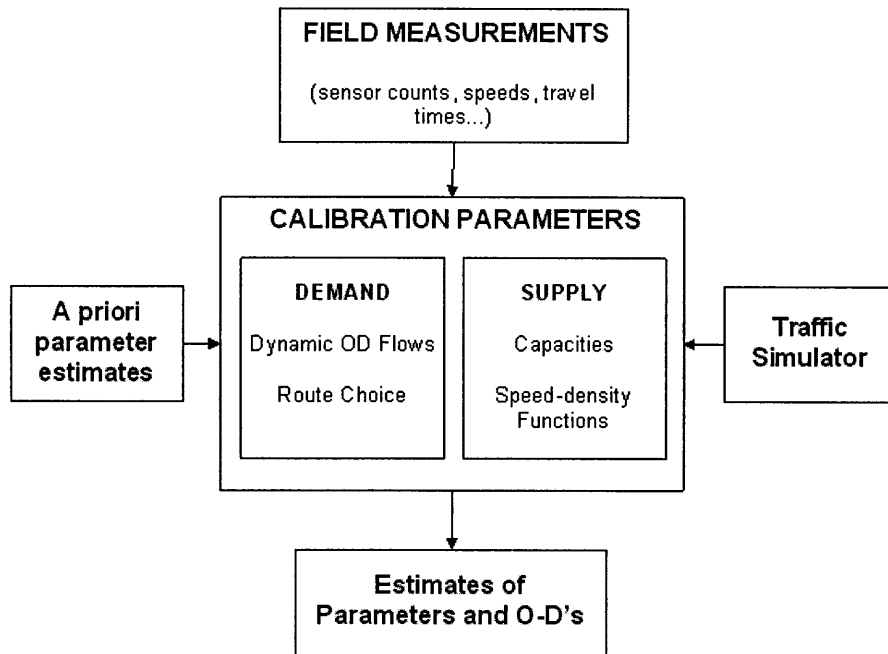 FIELD MEASUREMENTS
(sensor counts, speeds, travel
times...)
CALIBRATION PARAMETERS
A priori
parameter
estimates
DEMAND
Dynamic OD Flows
Route Choice
SUPPLY
Capacities
Speed-density
Functions
Traffic
Simulator
Estimates of
Parameters and O-D's